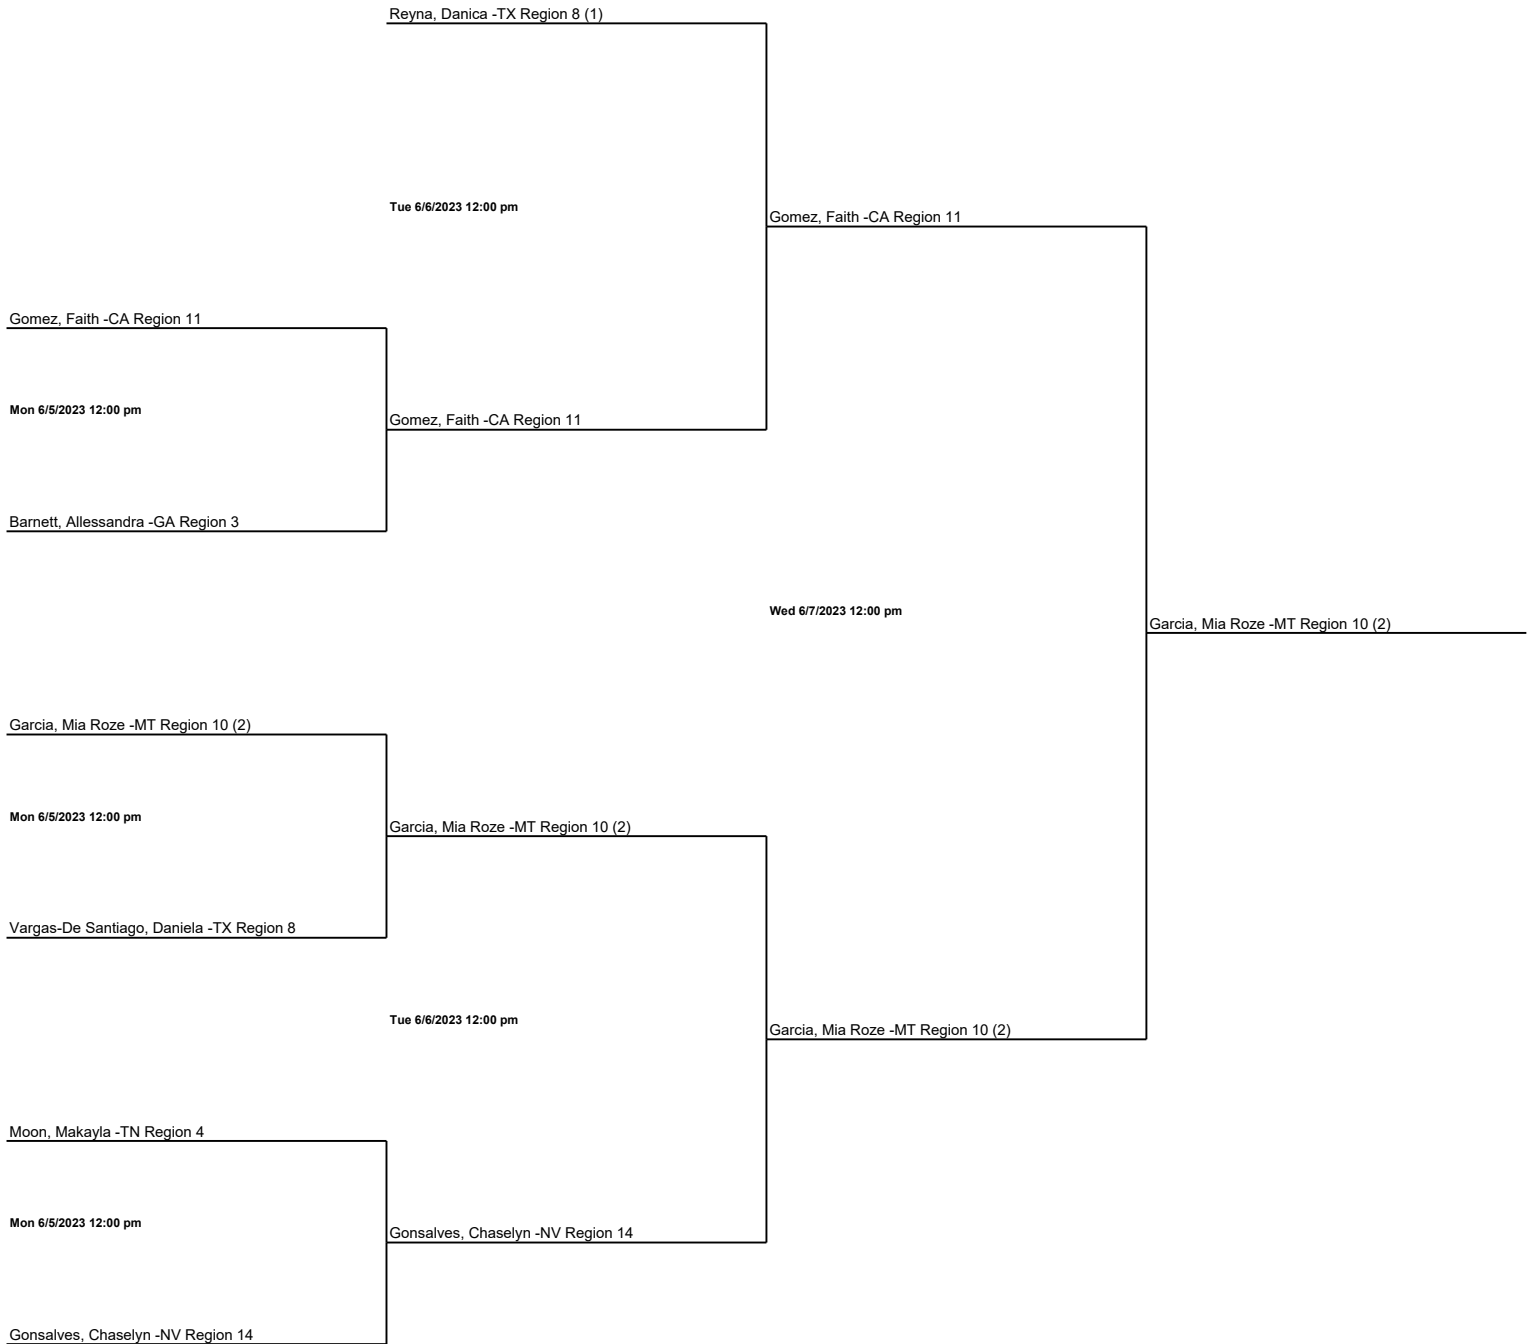 Reyna, Danica -TX Region 8 (1)
Tue 6/6/2023 12:00 pm
Gomez, Faith -CA Region 11
Gomez, Faith -CA Region 11
Mon 6/5/2023 12:00 pm
Gomez, Faith -CA Region 11
Barnett, Allessandra -GA Region 3
Wed 6/7/2023 12:00 pm
Garcia, Mia Roze -MT Region 10 (2)
Garcia, Mia Roze -MT Region 10 (2)
Mon 6/5/2023 12:00 pm
Garcia, Mia Roze -MT Region 10 (2)
Vargas-De Santiago, Daniela -TX Region 8
Tue 6/6/2023 12:00 pm
Garcia, Mia Roze -MT Region 10 (2)
Moon, Makayla -TN Region 4
Mon 6/5/2023 12:00 pm
Gonsalves, Chaselyn -NV Region 14
Gonsalves, Chaselyn -NV Region 14